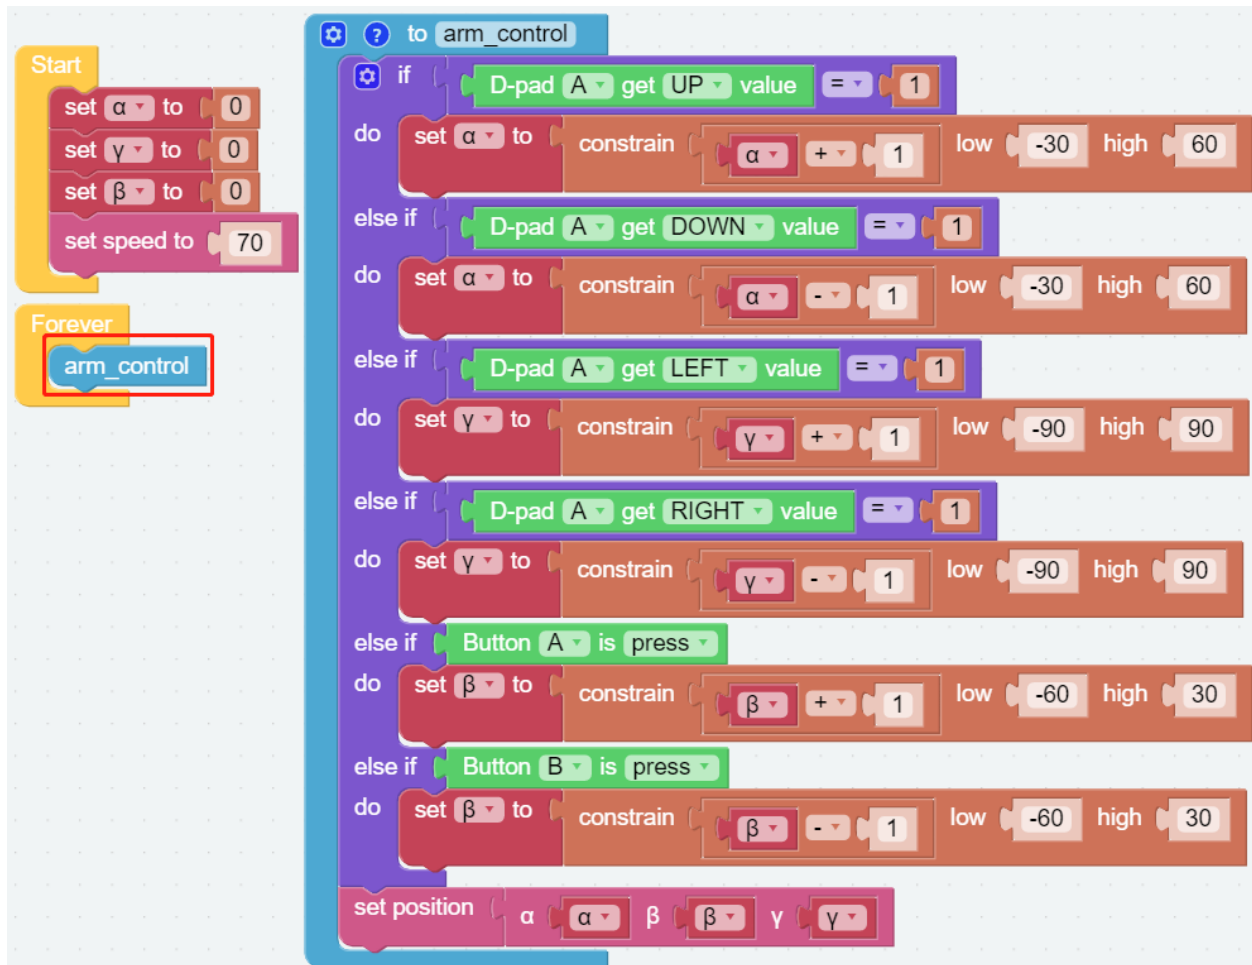 Start
set α to 0
set γ to 0
set β to 0
set speed to 70
Forever
arm_control
? to arm_control
if D-pad A get UP value = 1
do set α to constrain α + 1 low -30 high 60
else if D-pad A get DOWN value = 1
do set α to constrain α - 1 low -30 high 60
else if D-pad A get LEFT value = 1
do set γ to constrain γ + 1 low -90 high 90
else if D-pad A get RIGHT value = 1
do set γ to constrain γ - 1 low -90 high 90
else if Button A is press
do set β to constrain β + 1 low -60 high 30
else if Button B is press
do set β to constrain β - 1 low -60 high 30
set position α α β β γ γ